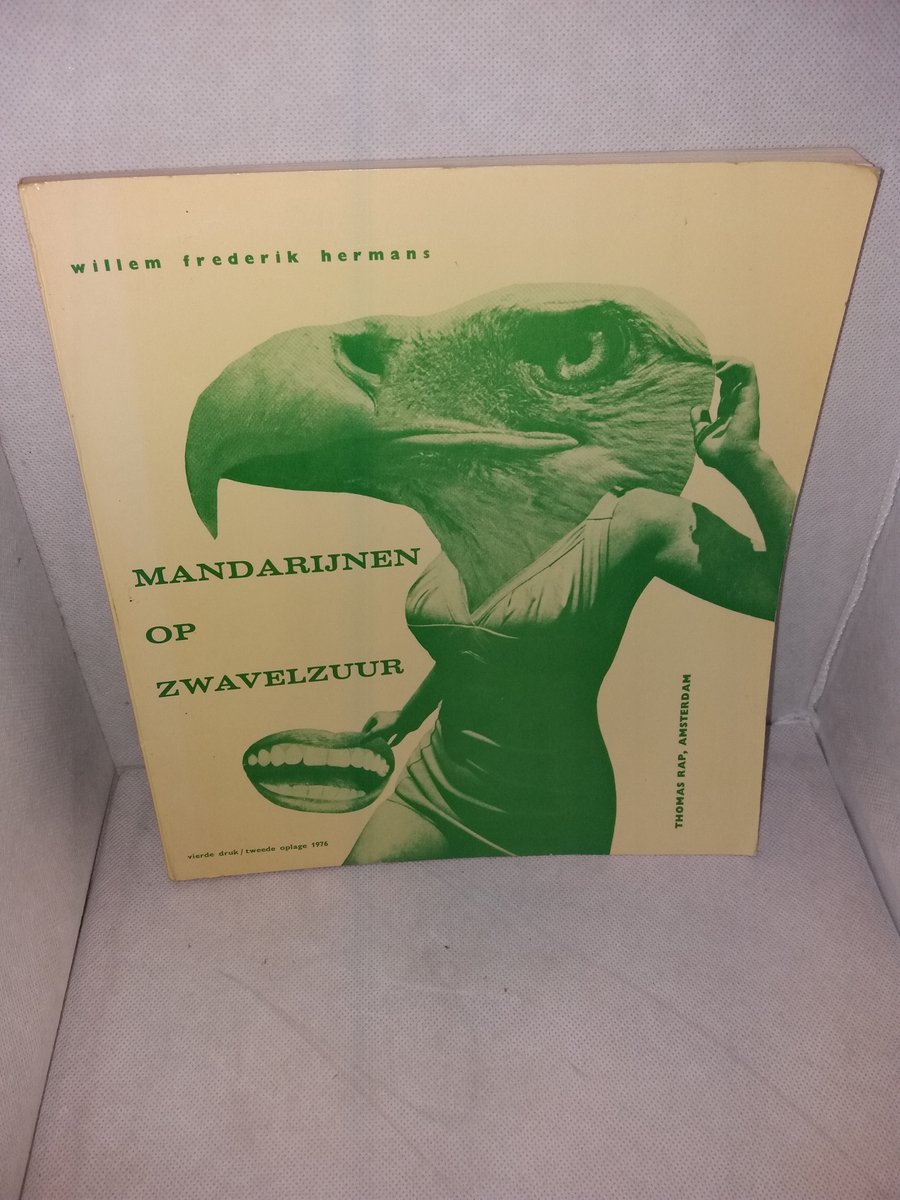 willem frederik hermans
MANDARIJNEN
OP
ZWAVELZUUR
THOMAS RAP, AMSTERDAM
vierde druk / tweede oplage 1976